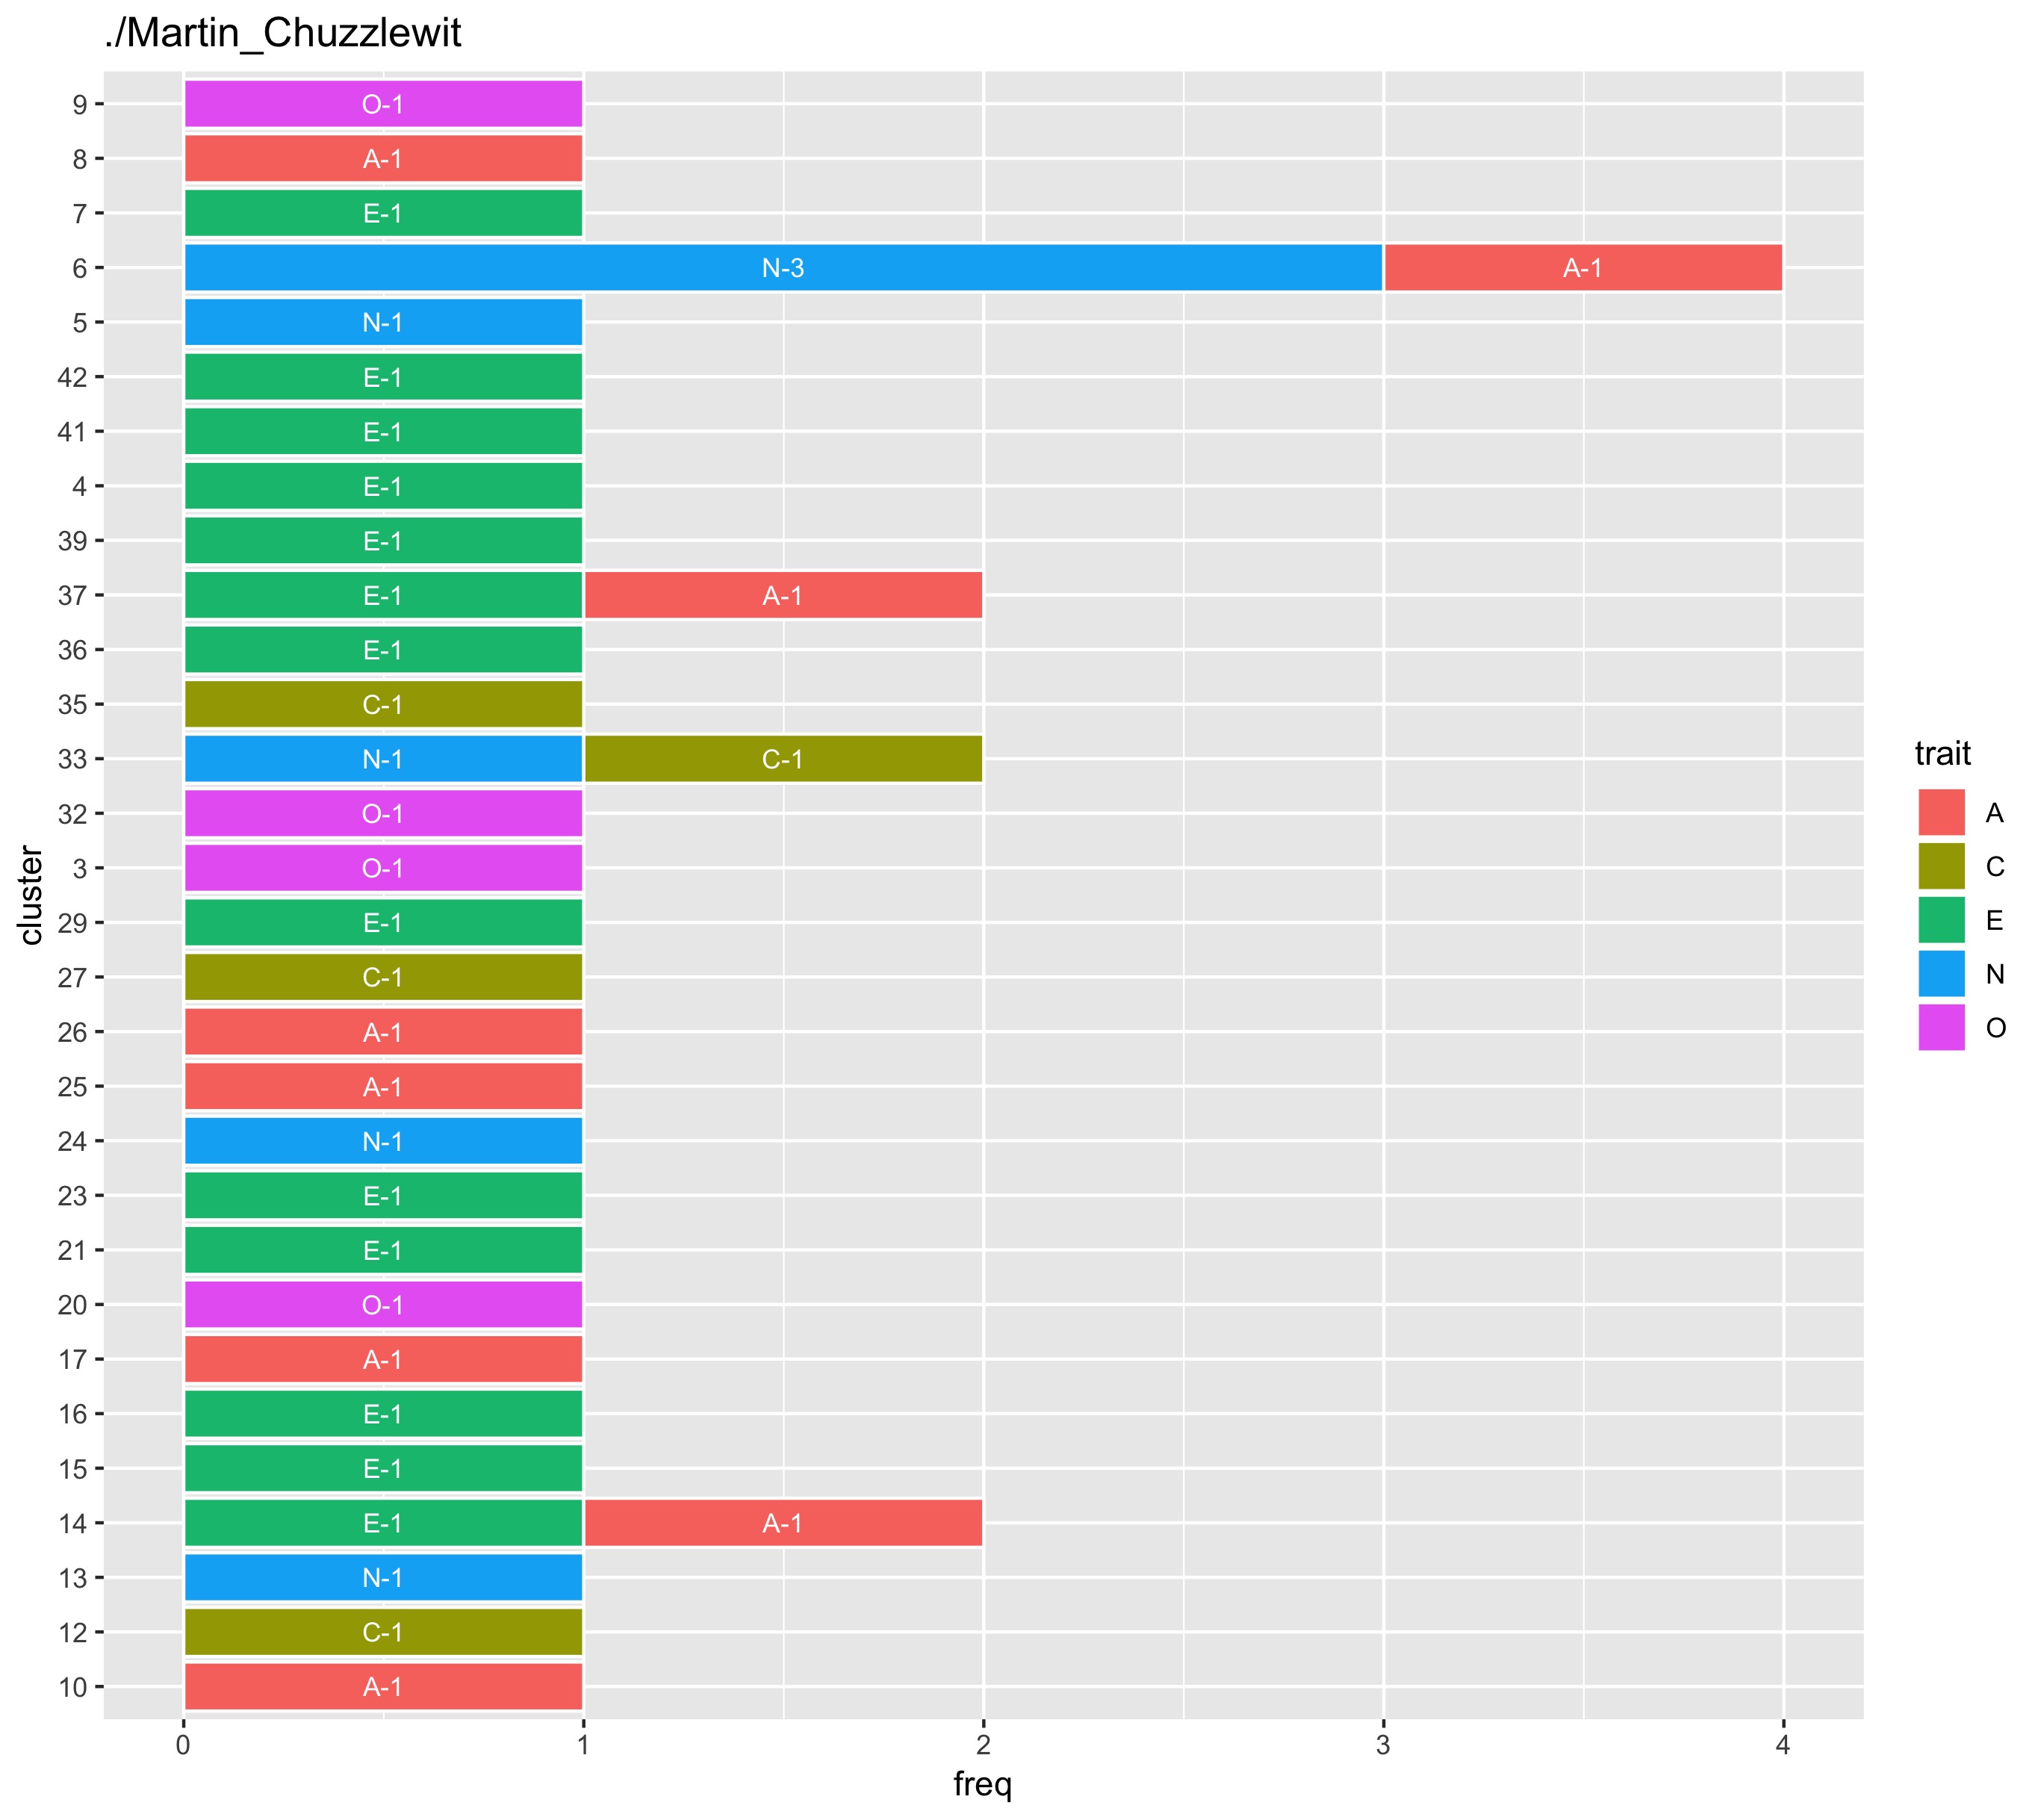 ./Martin_Chuzzlewit
9 O-1
8 A-1
7 E-1
6 N-3 A-1
5 N-1
42 E-1
41 E-1
4 E-1
39 E-1
37 E-1 A-1
36 E-1
35 C-1
33 N-1 C-1
32 O-1
3 O-1
29 E-1
27 C-1
26 A-1
25 A-1
24 N-1
23 E-1
21 E-1
20 O-1
17 A-1
16 E-1
15 E-1
14 E-1 A-1
13 N-1
12 C-1
10 A-1
cluster
0 1 2 3 4
freq
trait
A
C
E
N
O